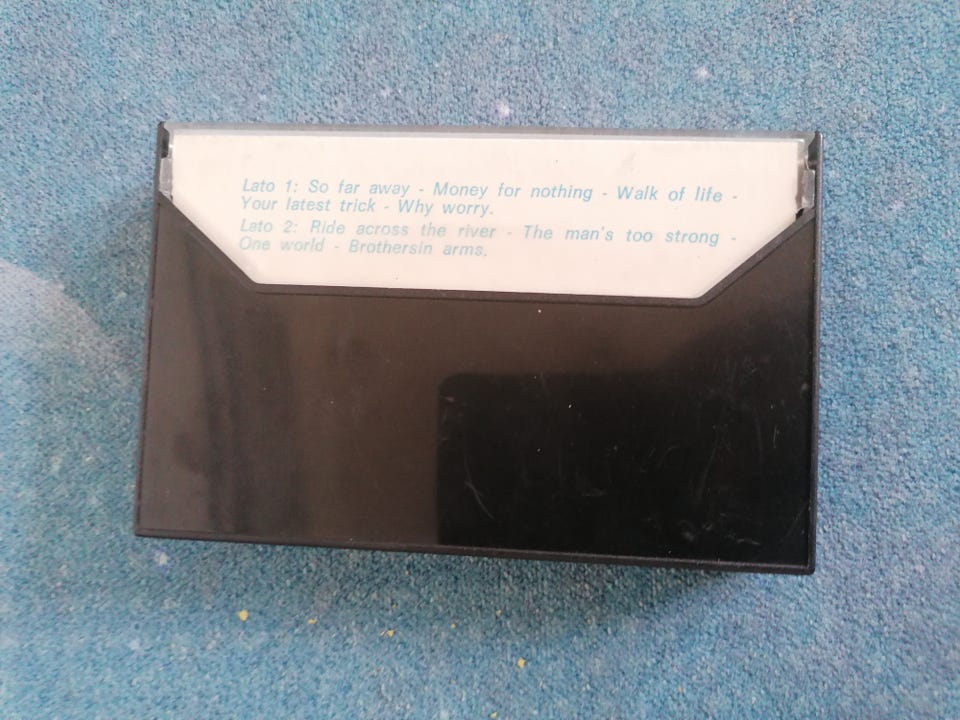 Lato 1: So far away - Money for nothing - Walk of life -
Your latest trick - Why worry.
Lato 2: Ride across the river - The man's too strong -
One world - Brothersin arms.